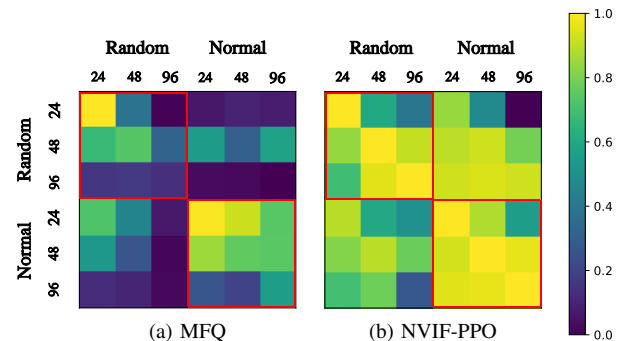 Random Normal Random Normal
24 48 96 24 48 96 24 48 96 24 48 96
Random
24
48
96
Normal
24
48
96
1.0
0.8
0.6
0.4
0.2
0.0
(a) MFQ (b) NVIF-PPO